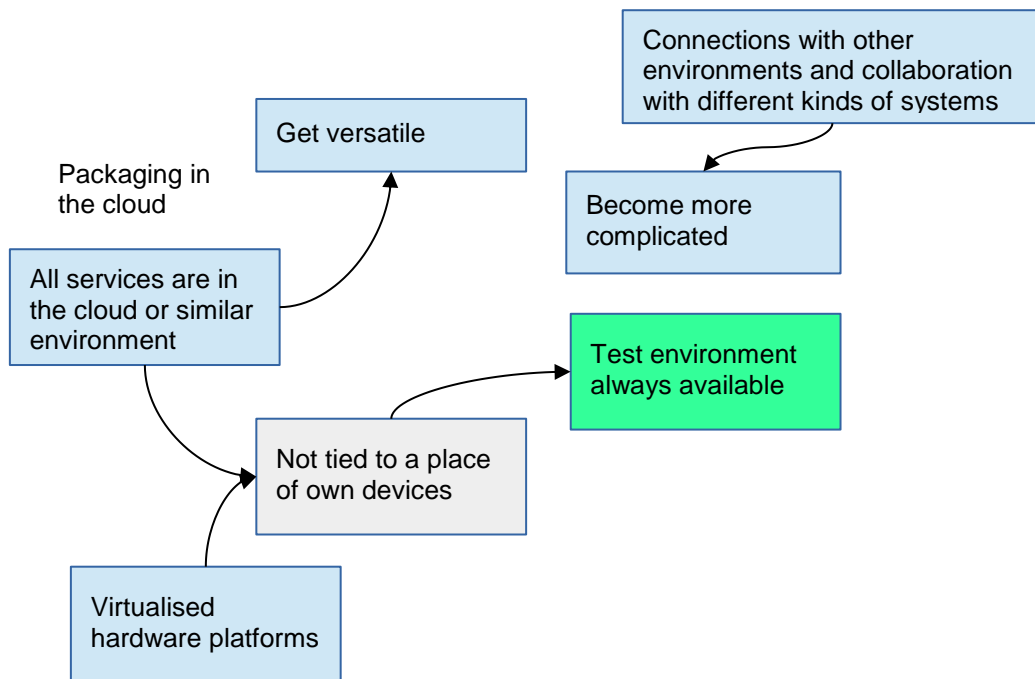 Connections with other
environments and collaboration
with different kinds of systems
Get versatile
Packaging in
the cloud
Become more
complicated
All services are in
the cloud or similar
environment
Test environment
always available
Not tied to a place
of own devices
Virtualised
hardware platforms